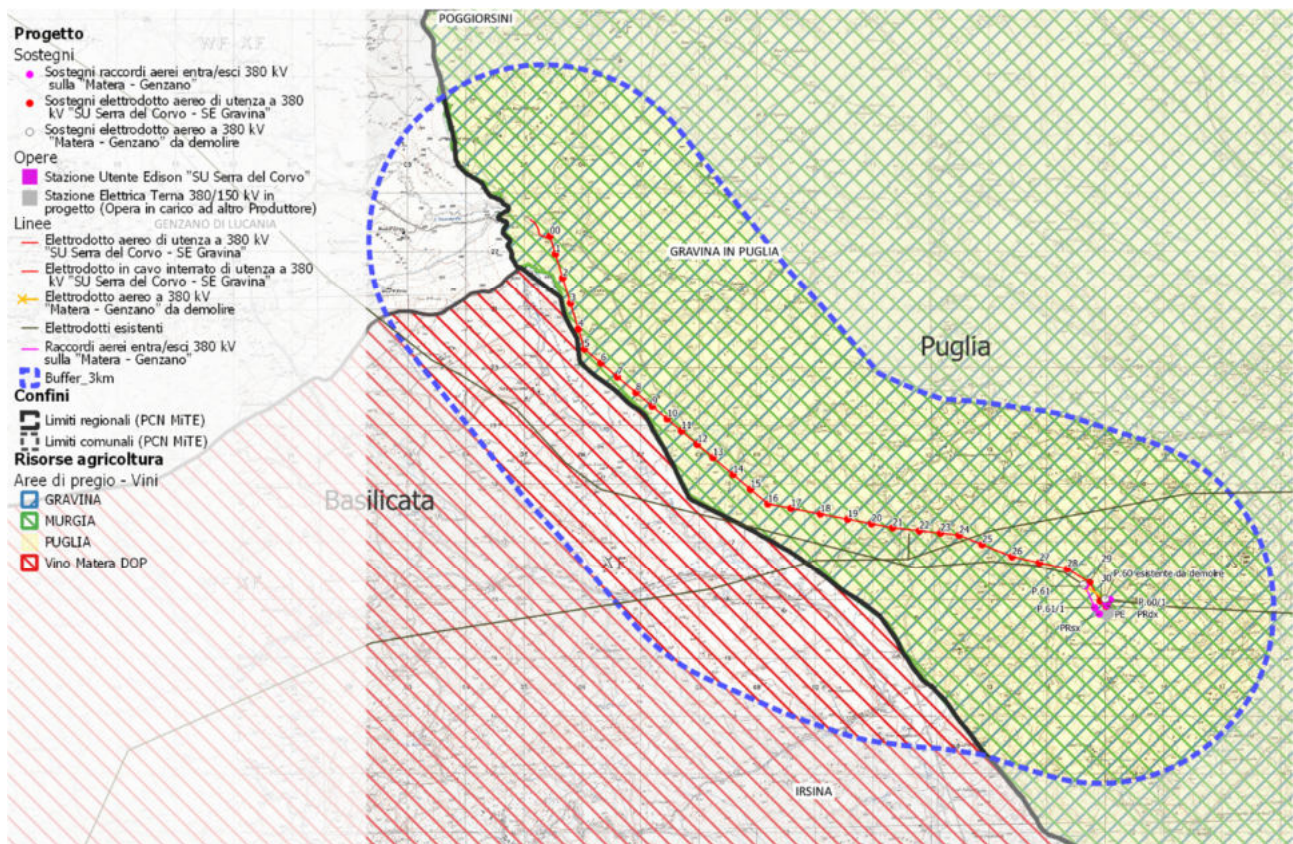 Progetto
Sostegni
Sostegni raccordi aerei entra/esci 380 kV
sulla "Matera - Genzano"
Sostegni elettrodotto aereo di utenza a 380
kV "SU Serra del Corvo - SE Gravina"
Sostegni elettrodotto aereo a 380 kV
"Matera - Genzano" da demolire
Opere
Stazione Utente Edison "SU Serra del Corvo"
Stazione Elettrica Terna 380/150 kV in
progetto (Opera in carico ad altro Produttore)
Linee
Elettrodotto aereo di utenza a 380 kV
"SU Serra del Corvo - SE Gravina"
Elettrodotto in cavo interrato di utenza a 380
kV "SU Serra del Corvo - SE Gravina"
Elettrodotto aereo a 380 kV
"Matera - Genzano" da demolire
Elettrodotti esistenti
Raccordi aerei entra/esci 380 kV
sulla "Matera - Genzano"
Buffer_3km
Confini
Limiti regionali (PCN MiTE)
Limiti comunali (PCN MiTE)
Risorse agricoltura
Aree di pregio - Vini
GRAVINA
MURGIA
PUGLIA
Vino Matera DOP
POGGIORSINI
GENZANO DI LUCANIA
GRAVINA IN PUGLIA
Puglia
Basilicata
IRSINA
WF XF
XF
XF
00
1
2
3
4
5
6
7
8
9
10
11
12
13
14
15
16
17
18
19
20
21
22
23
24
25
26
27
28
29
30
P.60 esistente da demolire
P.61
P.60/1
P.61/1
PE
PRdx
PRsx